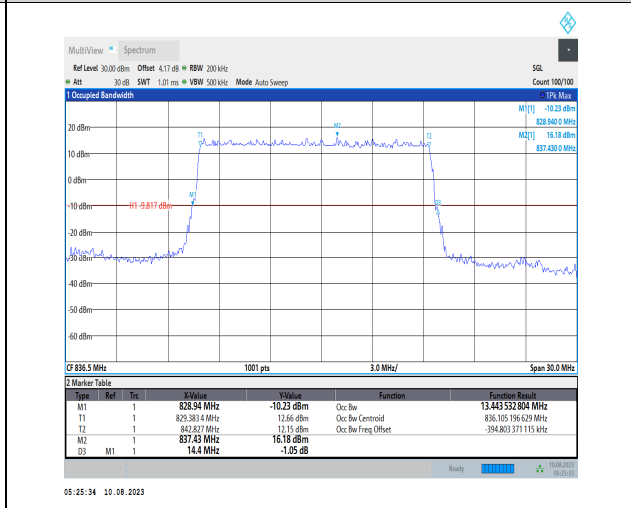 MultiView Spectrum
Ref Level 30.00 dBm Offset 4.17 dB RBW 200 kHz SGL
Att 30 dB SWT 1.01 ms VBW 500 kHz Mode Auto Sweep Count 100/100
1 Occupied Bandwidth 1Pk Max
M1[1] -10.23 dBm
828.940 0 MHz
M2[1] 16.18 dBm
837.430 0 MHz
20 dBm
T1 M2 T2
10 dBm
0 dBm
M1
-10 dBm H1 -9.817 dBm D3
-20 dBm
-30 dBm
-40 dBm
-50 dBm
-60 dBm
CF 836.5 MHz 1001 pts 3.0 MHz/ Span 30.0 MHz
2 Marker Table
Type Ref Trc X-Value Y-Value Function Function Result
M1 1 828.94 MHz -10.23 dBm Occ Bw 13.443 532 804 MHz
T1 1 829.383 4 MHz 12.66 dBm Occ Bw Centroid 836.105 196 629 MHz
T2 1 842.827 MHz 12.15 dBm Occ Bw Freq Offset -394.803 371 115 kHz
M2 1 837.43 MHz 16.18 dBm
D3 M1 1 14.4 MHz -1.05 dB
Ready 10.08.2023
05:25:33
05:25:34 10.08.2023